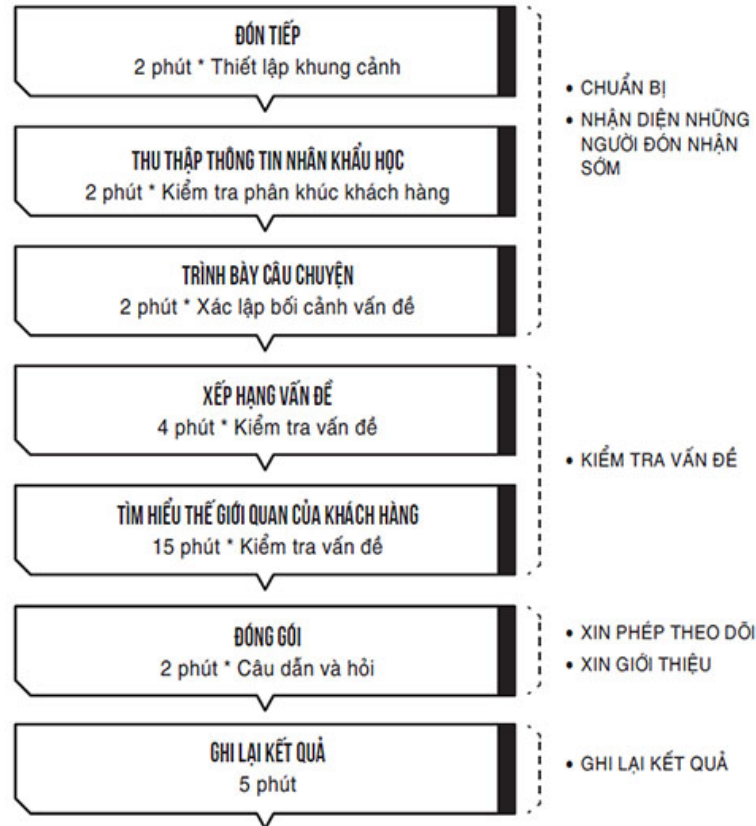 ĐÓN TIẾP
2 phút * Thiết lập khung cảnh
THU THẬP THÔNG TIN NHÂN KHẨU HỌC
2 phút * Kiểm tra phân khúc khách hàng
TRÌNH BÀY CÂU CHUYỆN
2 phút * Xác lập bối cảnh vấn đề
• CHUẨN BỊ
• NHẬN DIỆN NHỮNG
NGƯỜI ĐÓN NHẬN
SỚM
XẾP HẠNG VẤN ĐỀ
4 phút * Kiểm tra vấn đề
TÌM HIỂU THẾ GIỚI QUAN CỦA KHÁCH HÀNG
15 phút * Kiểm tra vấn đề
• KIỂM TRA VẤN ĐỀ
ĐÓNG GÓI
2 phút * Câu dẫn và hỏi
• XIN PHÉP THEO DÕI
• XIN GIỚI THIỆU
GHI LẠI KẾT QUẢ
5 phút
• GHI LẠI KẾT QUẢ